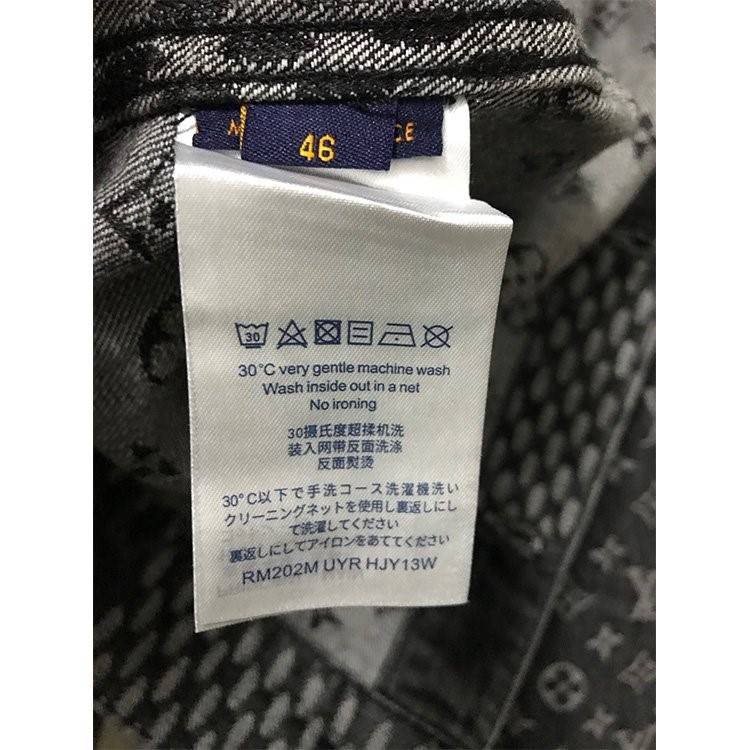 46
30
30°C very gentle machine wash
Wash inside out in a net
No ironing
30摄氏度超揉机洗
装入网带反面洗涤
反面熨烫
30°C以下で手洗コース洗濯機洗い
クリーニングネットを使用し裏返しにし
て洗濯してください
裏返しにしてアイロンをあててください
RM202M UYR HJY13W